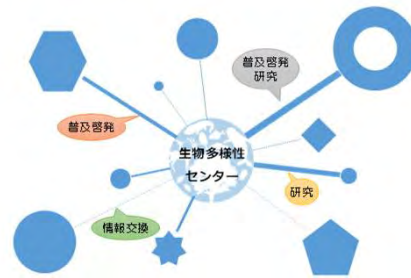 普及啓発
研究
普及啓発
生物多様性
センター
研究
情報交換